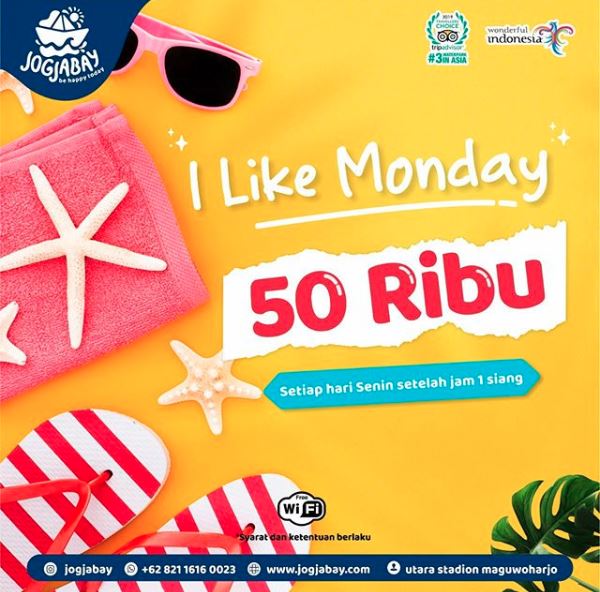 JOGJABAY
be happy today
2019
TRAVELLERS'
CHOICE
tripadvisor
#3 WATERPARK
IN ASIA
wonderful
indonesia
I Like Monday
50 Ribu
Setiap hari Senin setelah jam 1 siang
Free
Wi Fi
*Syarat dan ketentuan berlaku
jogjabay
+62 821 1616 0023
www.jogjabay.com
utara stadion maguwoharjo